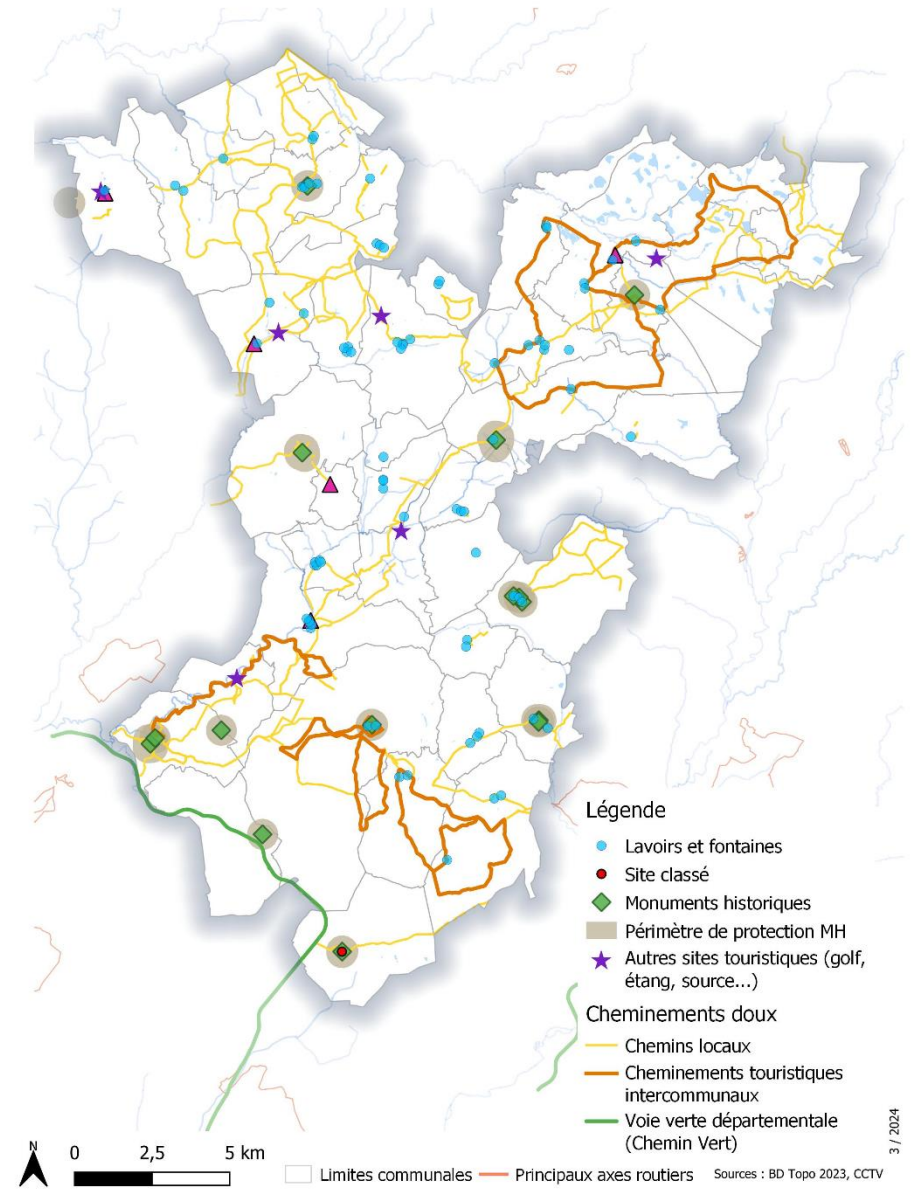 Légende
Lavoirs et fontaines
Site classé
Monuments historiques
Périmètre de protection MH
Autres sites touristiques (golf,
étang, source...)
Cheminements doux
Chemins locaux
Cheminements touristiques
intercommunaux
Voie verte départementale
(Chemin Vert)
3 / 2024
N
0 2,5 5 km
Limites communales
Principaux axes routiers
Sources : BD Topo 2023, CCTV